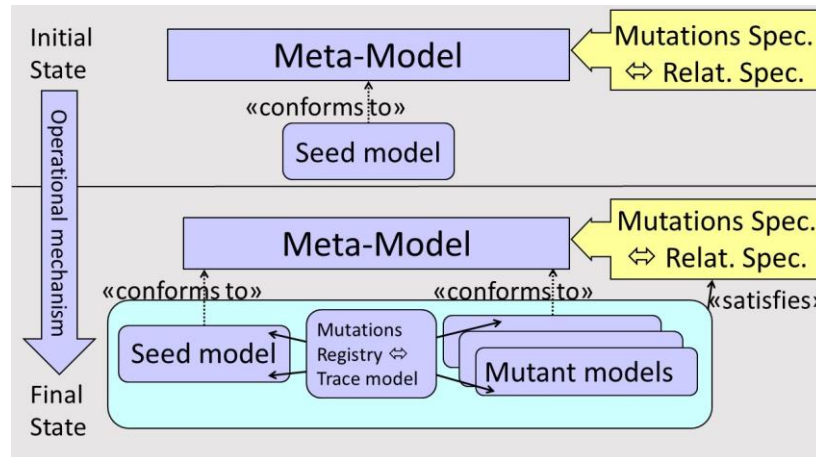 Initial
State
Meta-Model
Mutations Spec.
⇔ Relat. Spec.
«conforms to»
Seed model
Operational mechanism
Meta-Model
Mutations Spec.
⇔ Relat. Spec.
«conforms to»
«conforms to»
«satisfies»
Seed model
Mutations
Registry ⇔
Trace model
Mutant models
Final
State